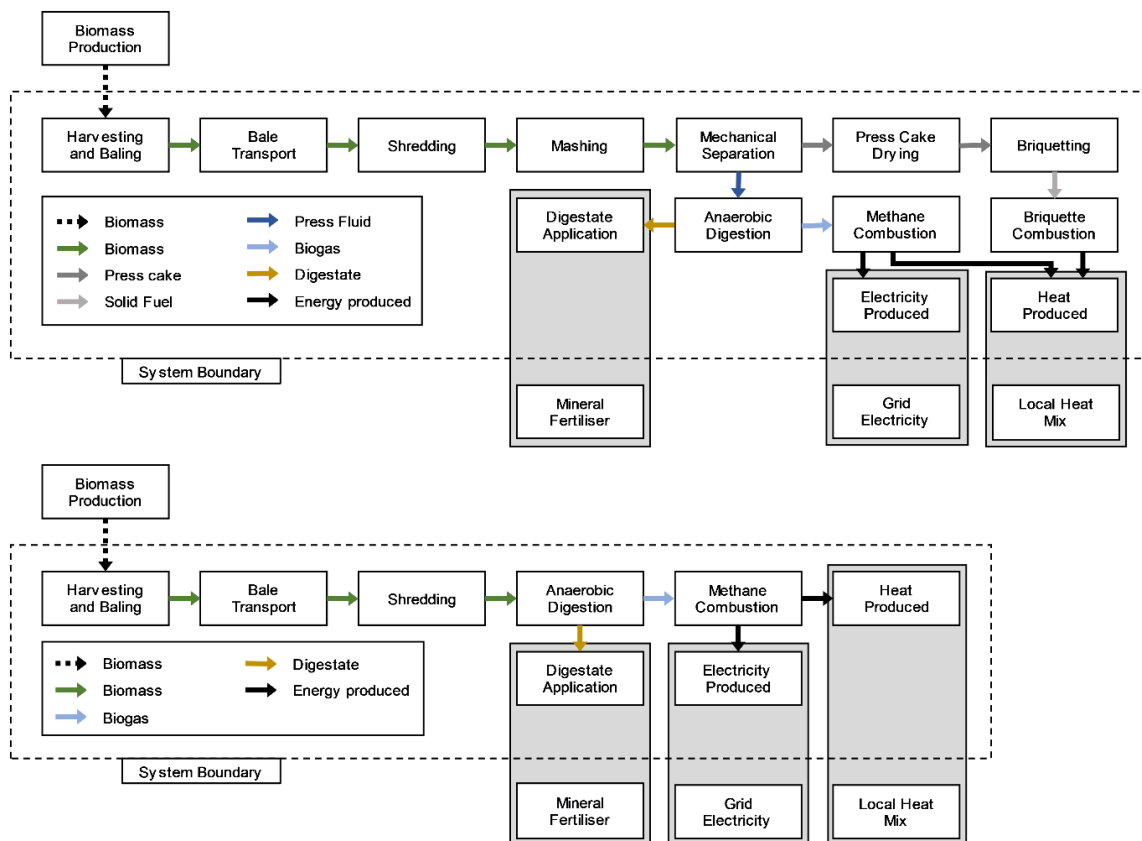 Biomass
Production
Harvesting
and Baling
Bale
Transport
Shredding
Mashing
Mechanical
Separation
Press Cake
Drying
Briquetting
Biomass
Biomass
Press cake
Solid Fuel
Press Fluid
Biogas
Digestate
Energy produced
Digestate
Application
Anaerobic
Digestion
Methane
Combustion
Briquette
Combustion
Electricity
Produced
Heat
Produced
System Boundary
Mineral
Fertiliser
Grid
Electricity
Local Heat
Mix
Biomass
Production
Harvesting
and Baling
Bale
Transport
Shredding
Anaerobic
Digestion
Methane
Combustion
Heat
Produced
Biomass
Biomass
Biogas
Digestate
Energy produced
Digestate
Application
Electricity
Produced
System Boundary
Mineral
Fertiliser
Grid
Electricity
Local Heat
Mix